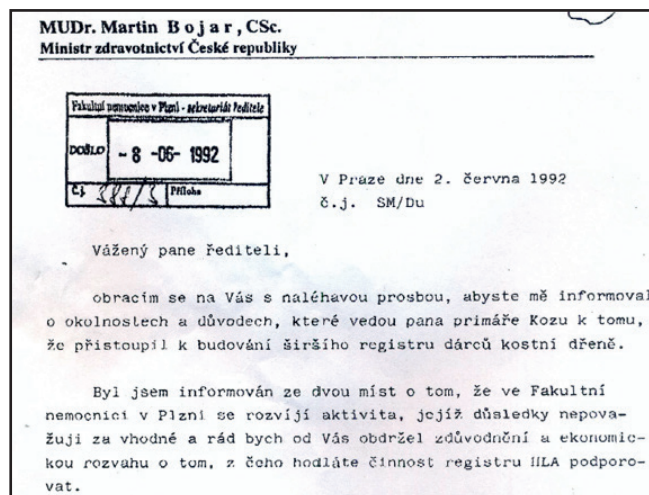 MUDr. Martin B o j a r , CSc.
Ministr zdravotnictví České republiky
Fakultní nemocnice v Plzni - sekretariát ředitele
DOŠLO
- 8 -06- 1992
Č.j.
Příloha
V Praze dne 2. června 1992
č.j. SM/Du
Vážený pane řediteli,
obracím se na Vás s naléhavou prosbou, abyste mě informoval
o okolnostech a důvodech, které vedou pana primáře Kozu k tomu,
že přistoupil k budování širšího registru dárců kostní dřeně.
Byl jsem informován ze dvou míst o tom, že ve Fakultní
nemocnici v Plzni se rozvíjí aktivita, jejíž důsledky nepova-
žuji za vhodné a rád bych od Vás obdržel zdůvodnění a ekonomic-
kou rozvahu o tom, z čeho hodláte činnost registru HLA podporo-
vat.